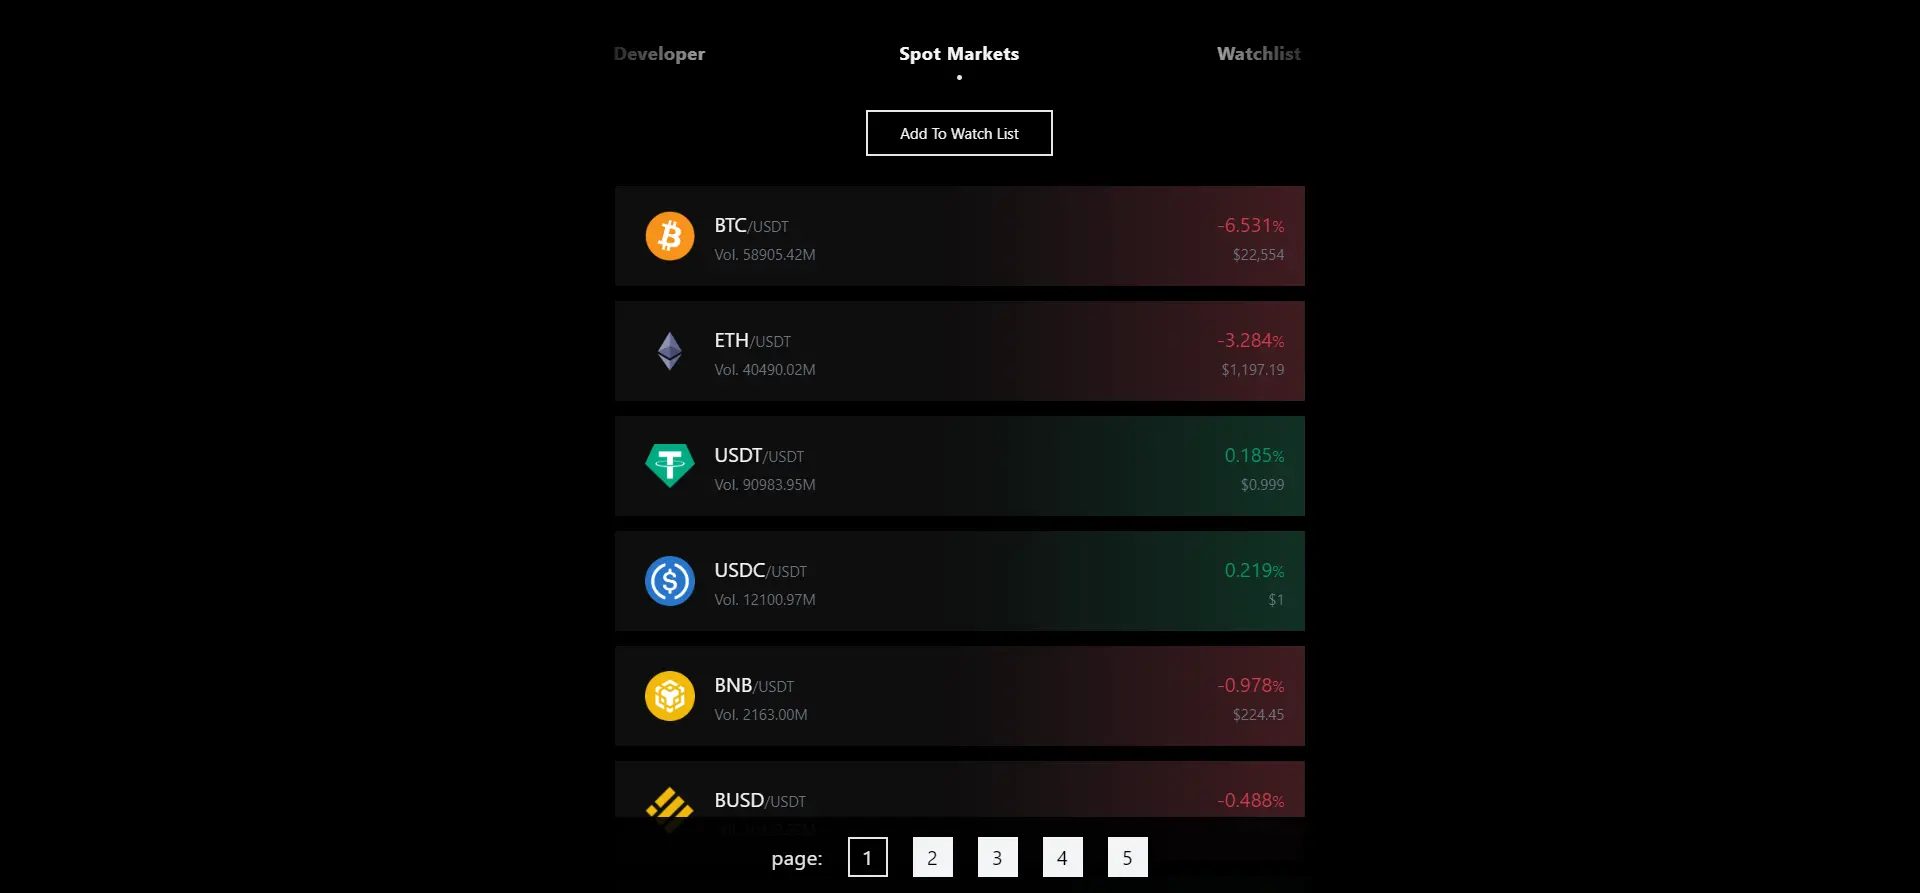 Developer
Spot Markets
Watchlist
Add To Watch List
BTC/USDT
-6.531%
Vol. 58905.42M
$22,554
ETH/USDT
-3.284%
Vol. 40490.02M
$1,197.19
USDT/USDT
0.185%
Vol. 90983.95M
$0.999
USDC/USDT
0.219%
Vol. 12100.97M
$1
BNB/USDT
-0.978%
Vol. 2163.00M
$224.45
BUSD/USDT
-0.488%
page: 1 2 3 4 5